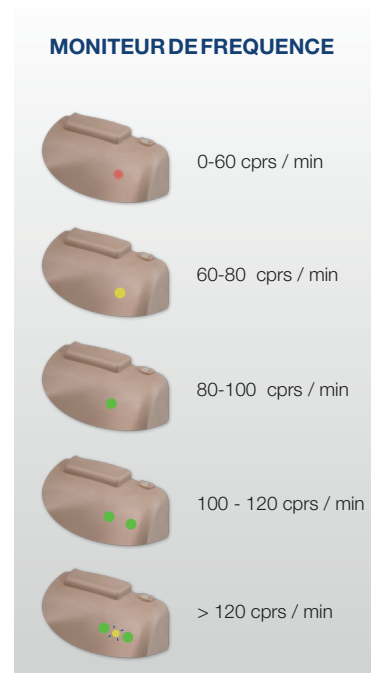 MONITEUR DE FREQUENCE
0-60 cprs / min
60-80 cprs / min
80-100 cprs / min
100 - 120 cprs / min
> 120 cprs / min